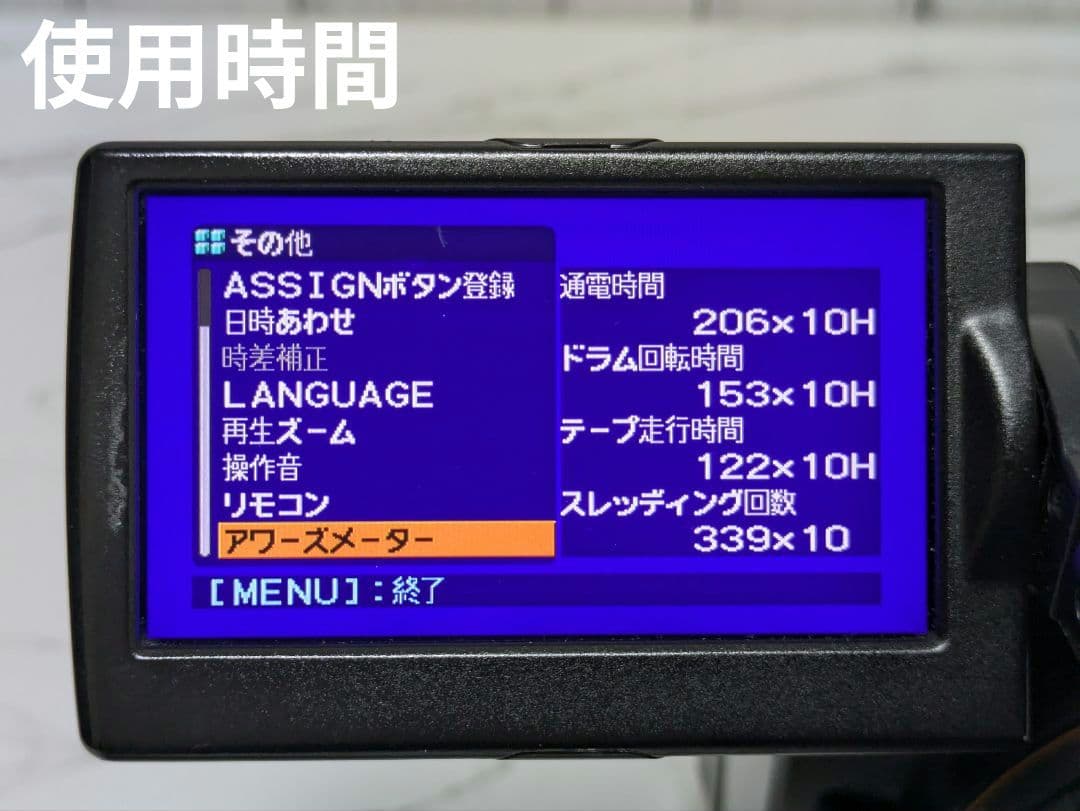 使用時間
その他
ASSIGNボタン登録
日時あわせ
時差補正
LANGUAGE
再生ズーム
操作音
リモコン
アワーズメーター
通電時間
206×10H
ドラム回転時間
153×10H
テープ走行時間
122×10H
スレッディング回数
339×10
[MENU]:終了